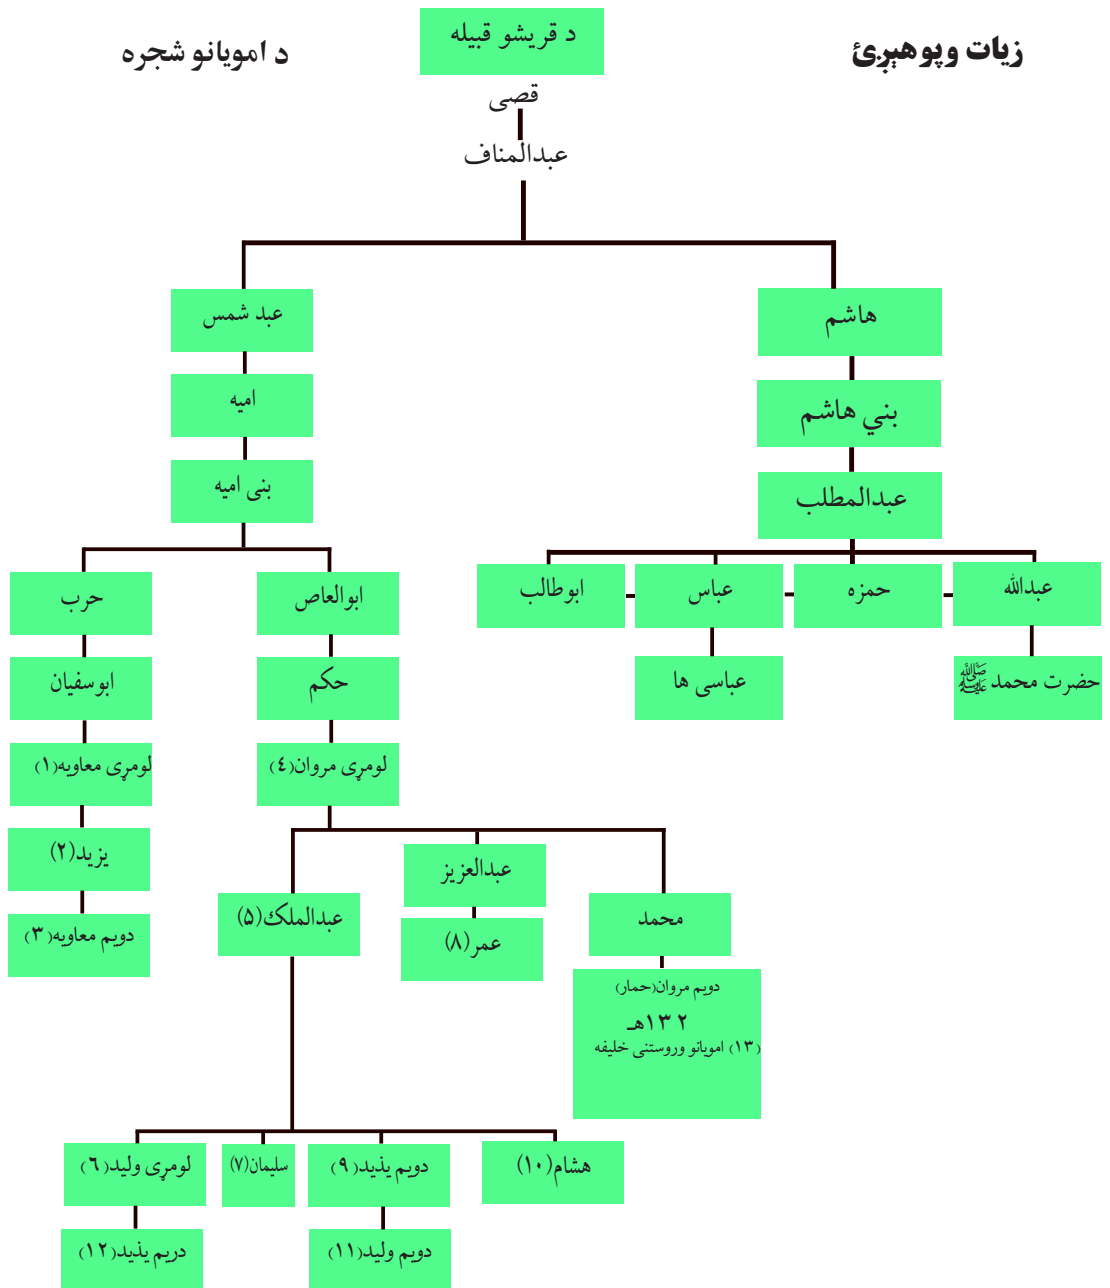 زیات وپوهېږئ
د قریشو قبیله
د امویانو شجره
قصی
عبدالمناف
هاشم
عبد شمس
بني هاشم
امیه
عبدالمطلب
بنی امیه
عبدالله
حمزه
عباس
ابوطالب
ابوالعاص
حرب
حضرت محمد ﷺ
عباسی ها
حکم
ابوسفیان
لومړی مروان(٤)
لومړی معاویه(۱)
یزید(۲)
عبدالعزیز
محمد
عبدالملک(۵)
عمر(۸)
دویم معاویه(۳)
دویم مروان(حمار)
۱۳۲هـ
(۱۳) امویانو وروستنی خلیفه
هشام(۱۰)
دویم یذید(۹)
سلیمان(۷)
لومړی ولید(٦)
دویم ولید(۱۱)
دریم یذید(۱۲)